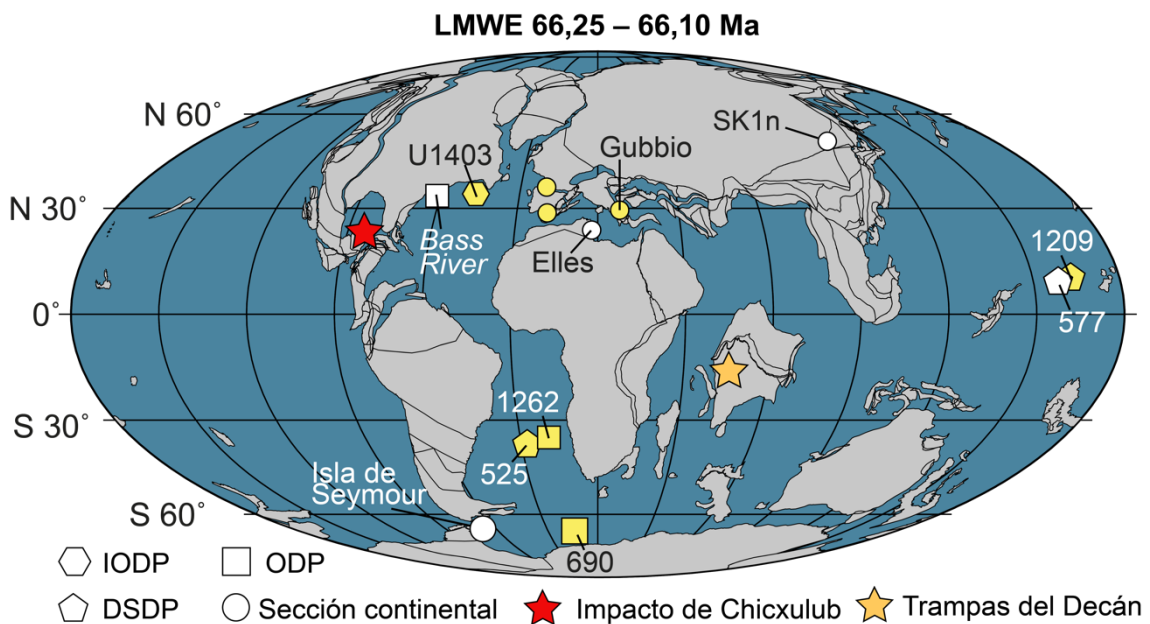 LMWE 66,25 – 66,10 Ma
N 60°
SK1n
U1403
Gubbio
N 30°
Bass
River
Elles
1209
0°
577
1262
S 30°
525
Isla de
Seymour
S 60°
690
IODP
ODP
DSDP
Sección continental
Impacto de Chicxulub
Trampas del Decán